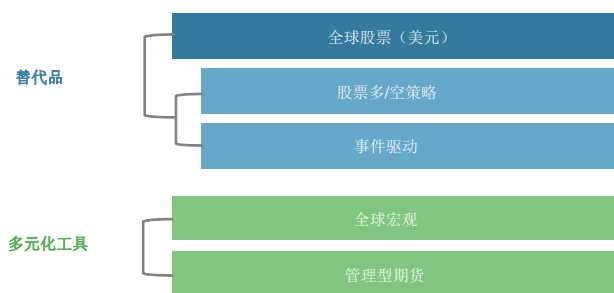 全球股票（美元）
替代品
股票多/空策略
事件驱动
全球宏观
多元化工具
管理型期货